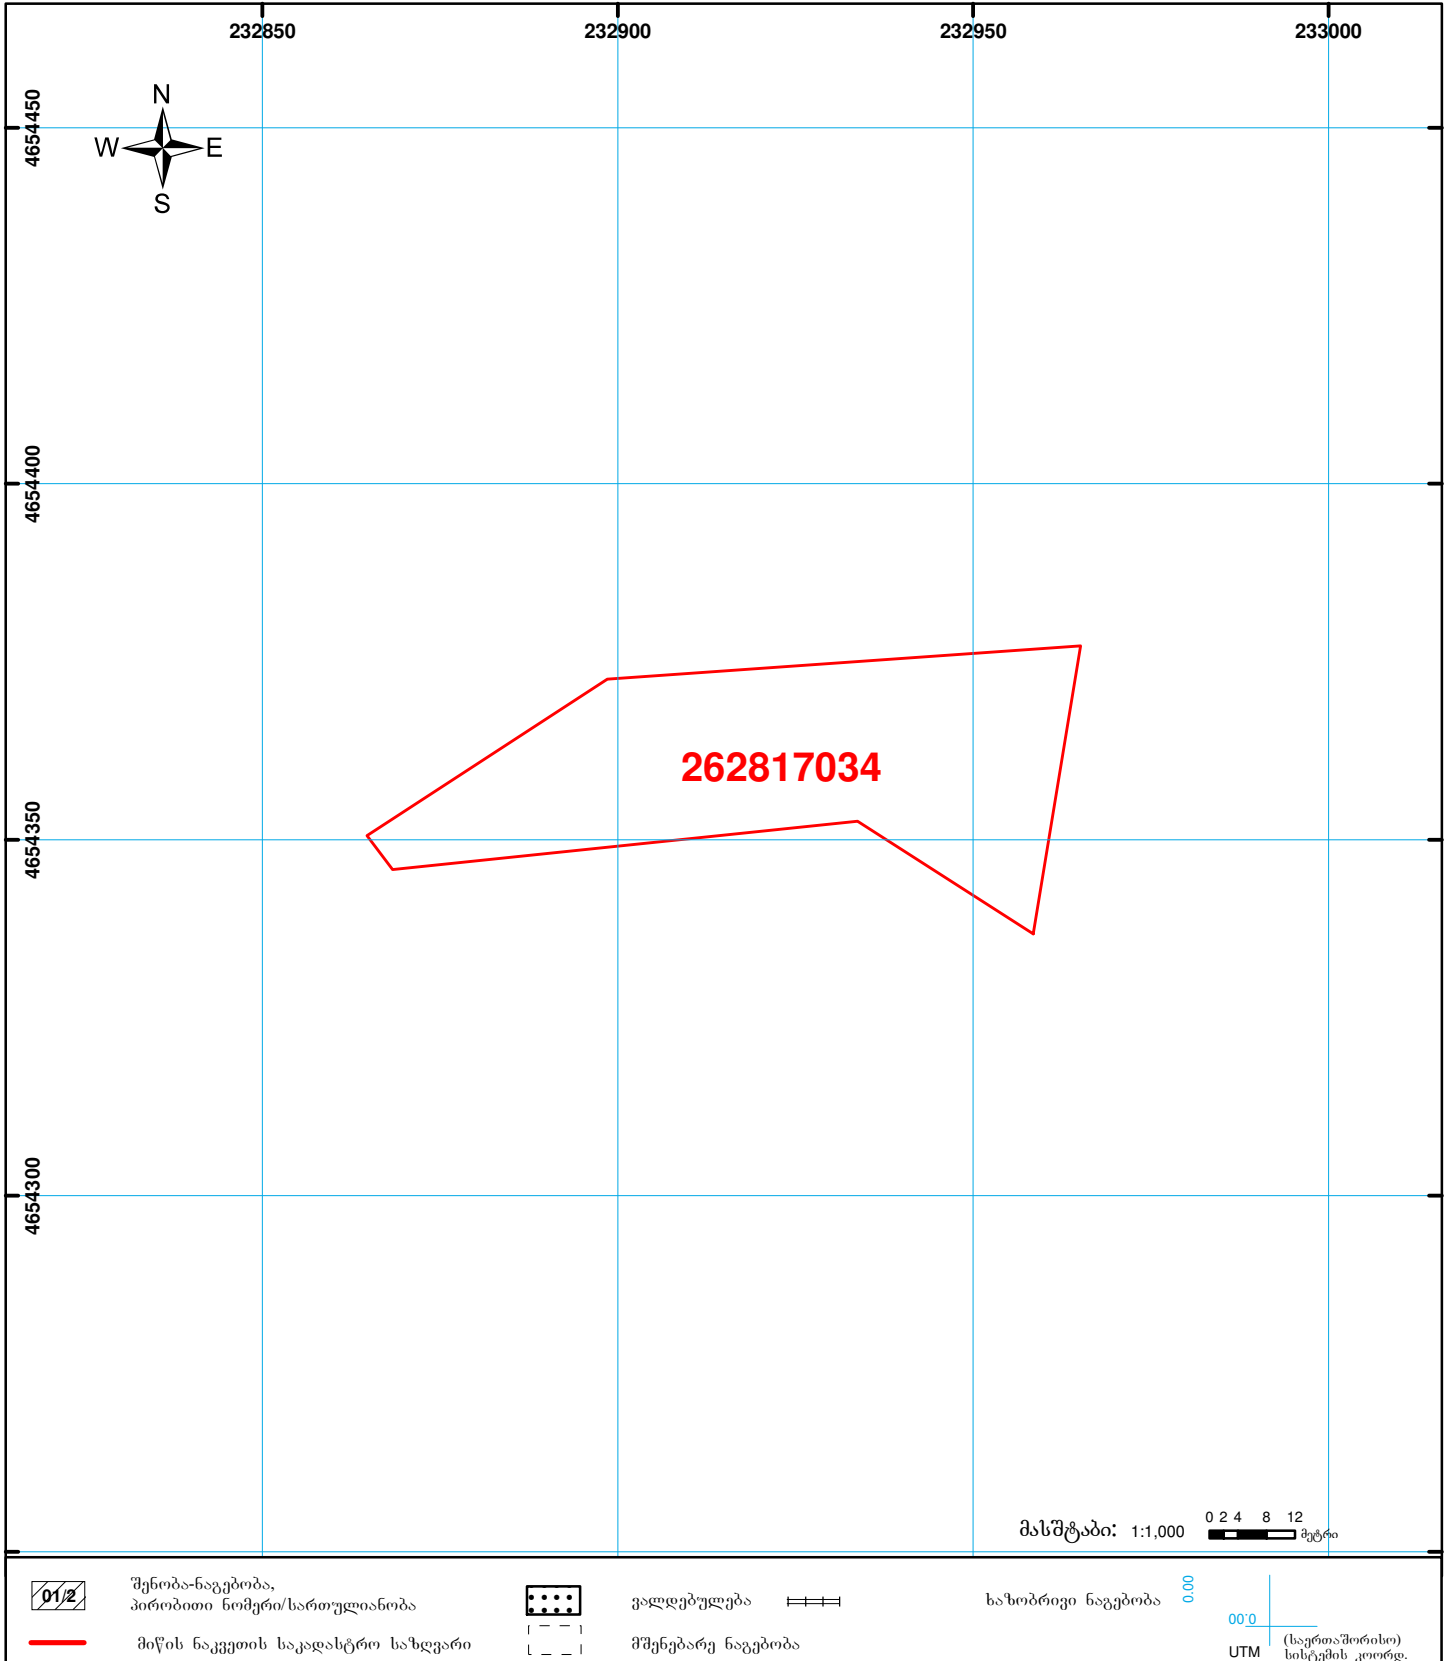 232850 232900 232950 233000
N
W E
S
4654450
4654400
4654350
4654300
262817034
მასშტაბი: 1:1,000 0 2 4 8 12 მეტრი
01/2 შენობა-ნაგებობა,
პირობითი ნომერი/სართულიანობა
მიწის ნაკვეთის საკადასტრო საზღვარი
ვალდებულება
მშენებარე ნაგებობა
ხაზობრივი ნაგებობა
00'0
00'0
UTM (საერთაშორისო)
სისტემის კოორდ.